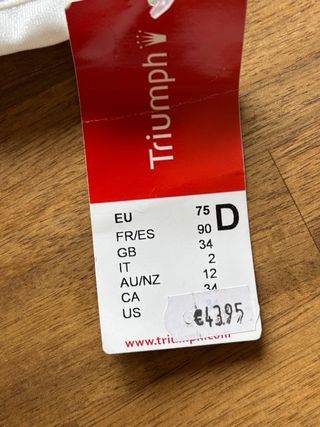 Triumph
EU 75 D
FR/ES 90
GB 34
IT 2
AU/NZ 12
CA 34
US
€43.95
www.triumph.com